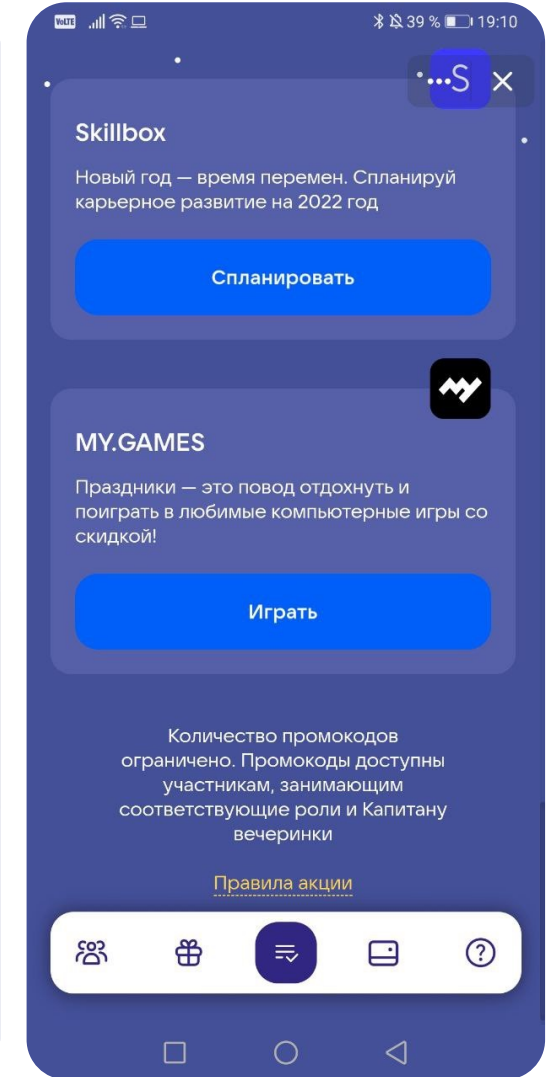 VoLTE 39 % 19:10
S
Skillbox
Новый год — время перемен. Спланируй
карьерное развитие на 2022 год
Спланировать
MY
MY.GAMES
Праздники — это повод отдохнуть и
поиграть в любимые компьютерные игры со
скидкой!
Играть
Количество промокодов
ограничено. Промокоды доступны
участникам, занимающим
соответствующие роли и Капитану
вечеринки
Правила акции
?